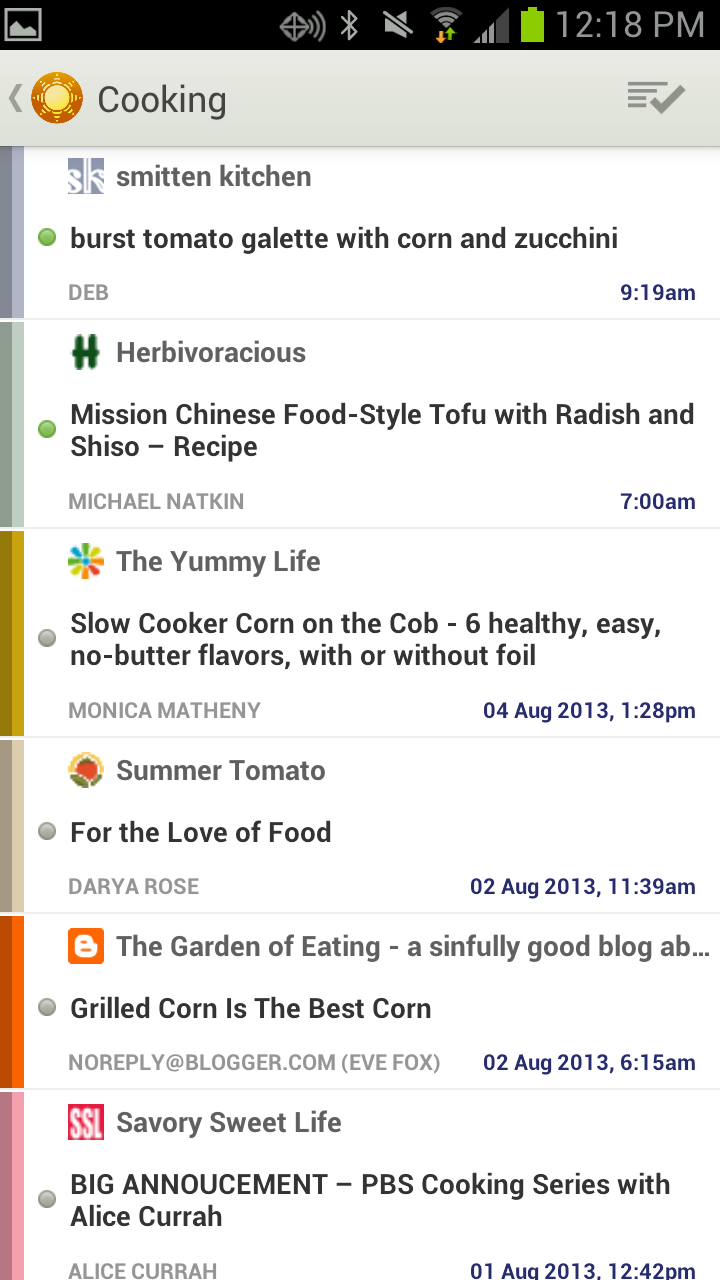 12:18 PM
Cooking
sk smitten kitchen
burst tomato galette with corn and zucchini
DEB 9:19am
Herbivoracious
Mission Chinese Food-Style Tofu with Radish and
Shiso – Recipe
MICHAEL NATKIN 7:00am
The Yummy Life
Slow Cooker Corn on the Cob - 6 healthy, easy,
no-butter flavors, with or without foil
MONICA MATHENY 04 Aug 2013, 1:28pm
Summer Tomato
For the Love of Food
DARYA ROSE 02 Aug 2013, 11:39am
The Garden of Eating - a sinfully good blog ab...
Grilled Corn Is The Best Corn
NOREPLY@BLOGGER.COM (EVE FOX) 02 Aug 2013, 6:15am
SSL Savory Sweet Life
BIG ANNOUCEMENT – PBS Cooking Series with
Alice Currah
ALICE CURRAH 01 Aug 2013, 12:42pm